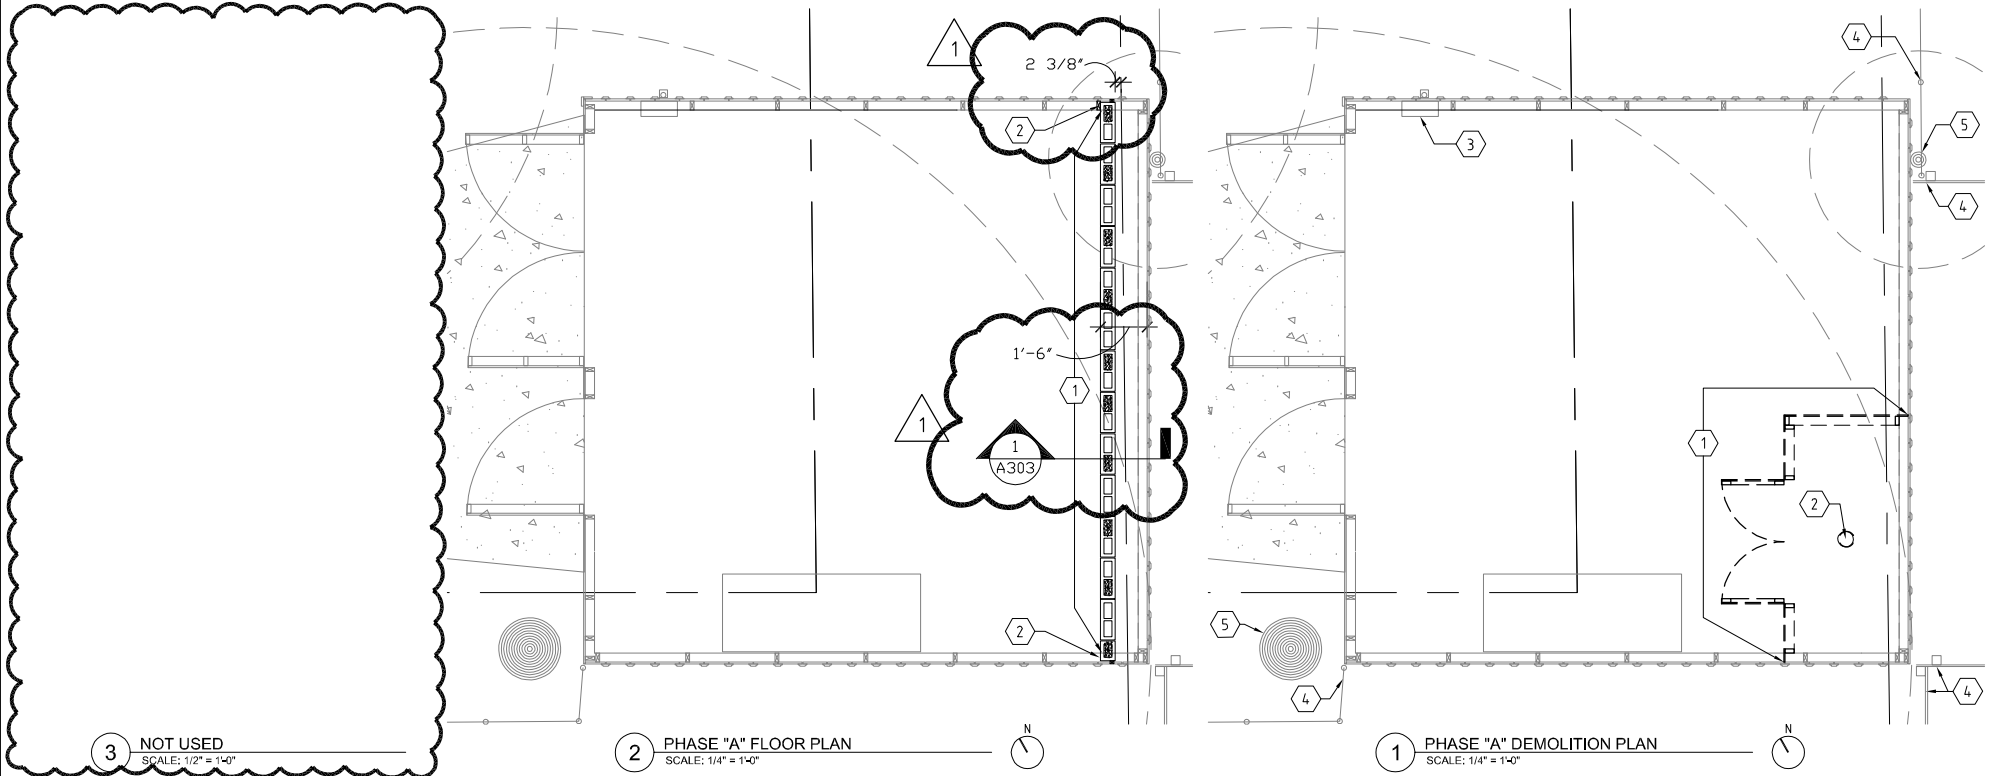 3
NOT USED
SCALE: 1/2" = 1'-0"
1
2 3/8"
2
1'-6"
1
1
1
A303
2
2
PHASE "A" FLOOR PLAN
SCALE: 1/4" = 1'-0"
N
4
5
3
4
1
2
5
4
4
1
PHASE "A" DEMOLITION PLAN
SCALE: 1/4" = 1'-0"
N